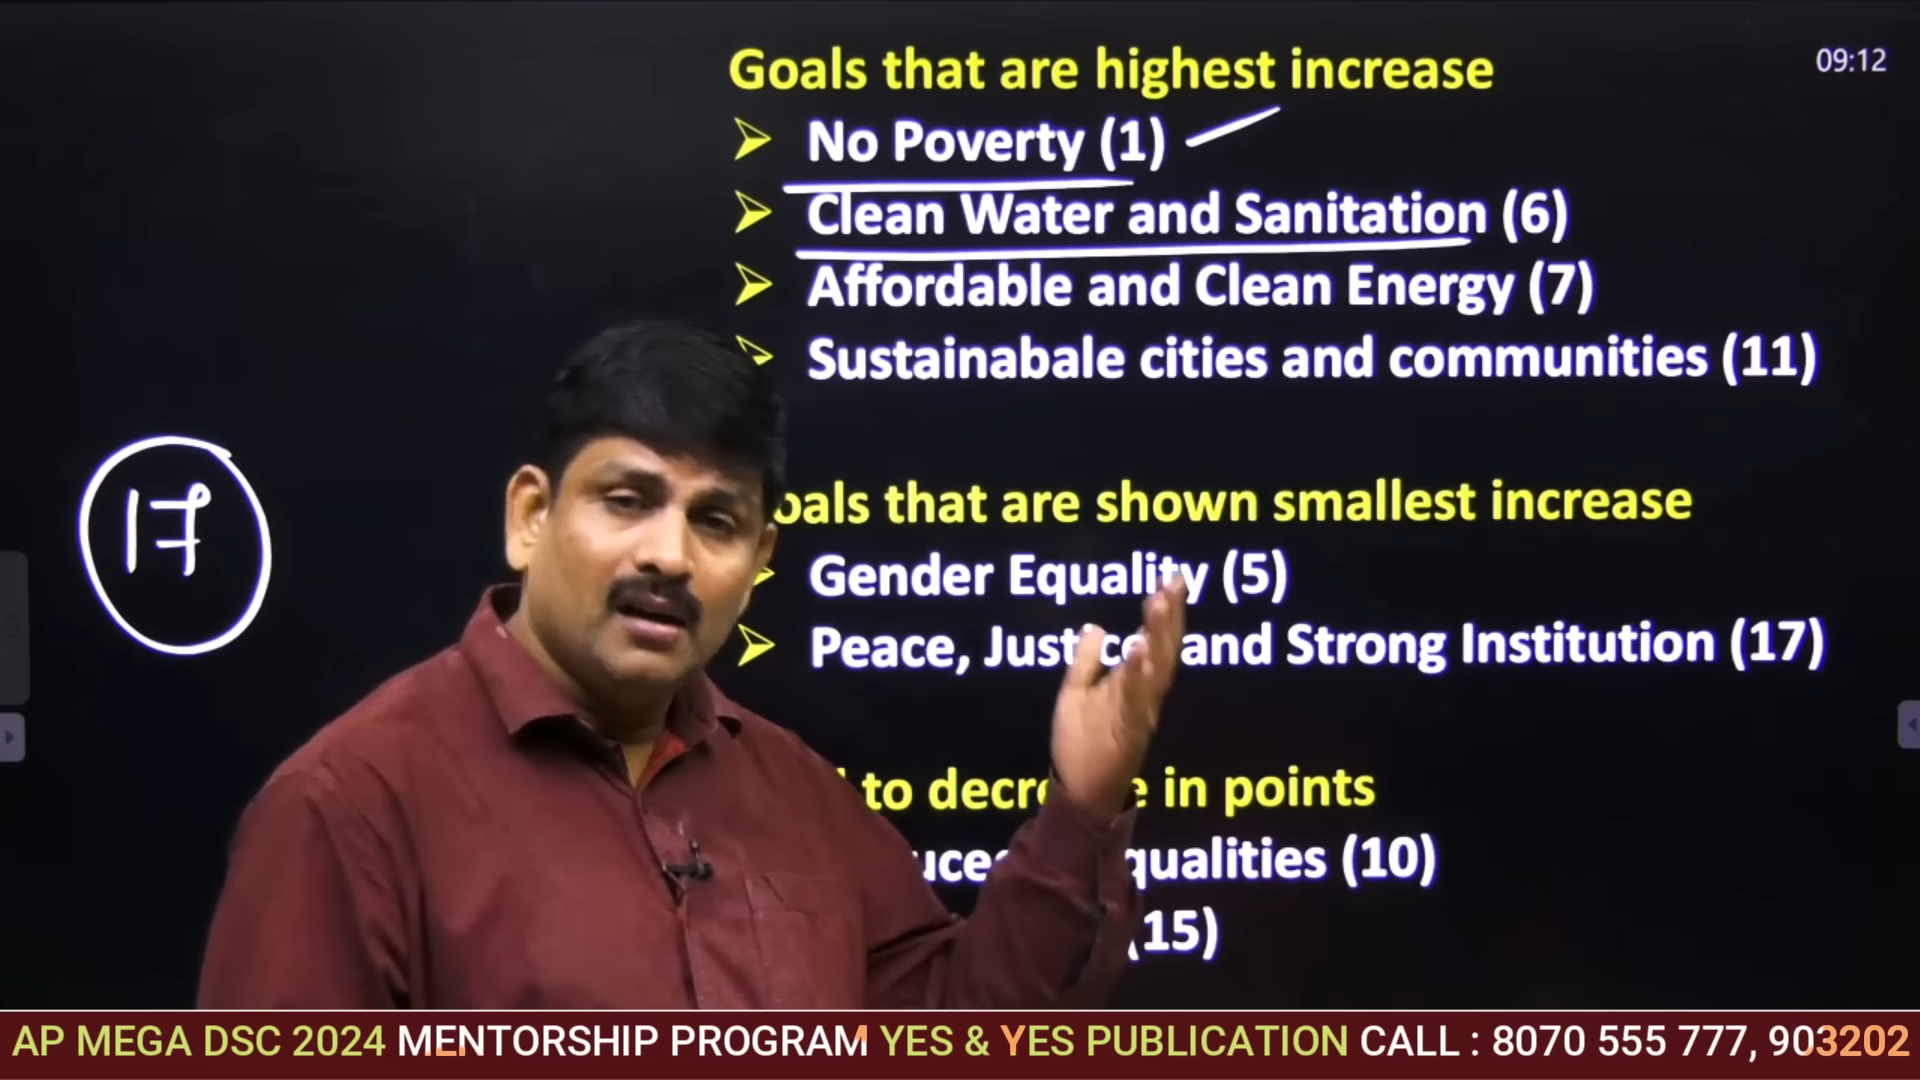 Goals that are highest increase
09:12
➢ No Poverty (1)
➢ Clean Water and Sanitation (6)
➢ Affordable and Clean Energy (7)
➢ Sustainabale cities and communities (11)
17
that are shown smallest increase
Gender Equality (5)
➢ Peace, and Strong Institution (17)
to in points
(10)
(15)
AP MEGA DSC 2024 MENTORSHIP PROGRAM YES & YES PUBLICATION CALL : 8070 555 777, 903202